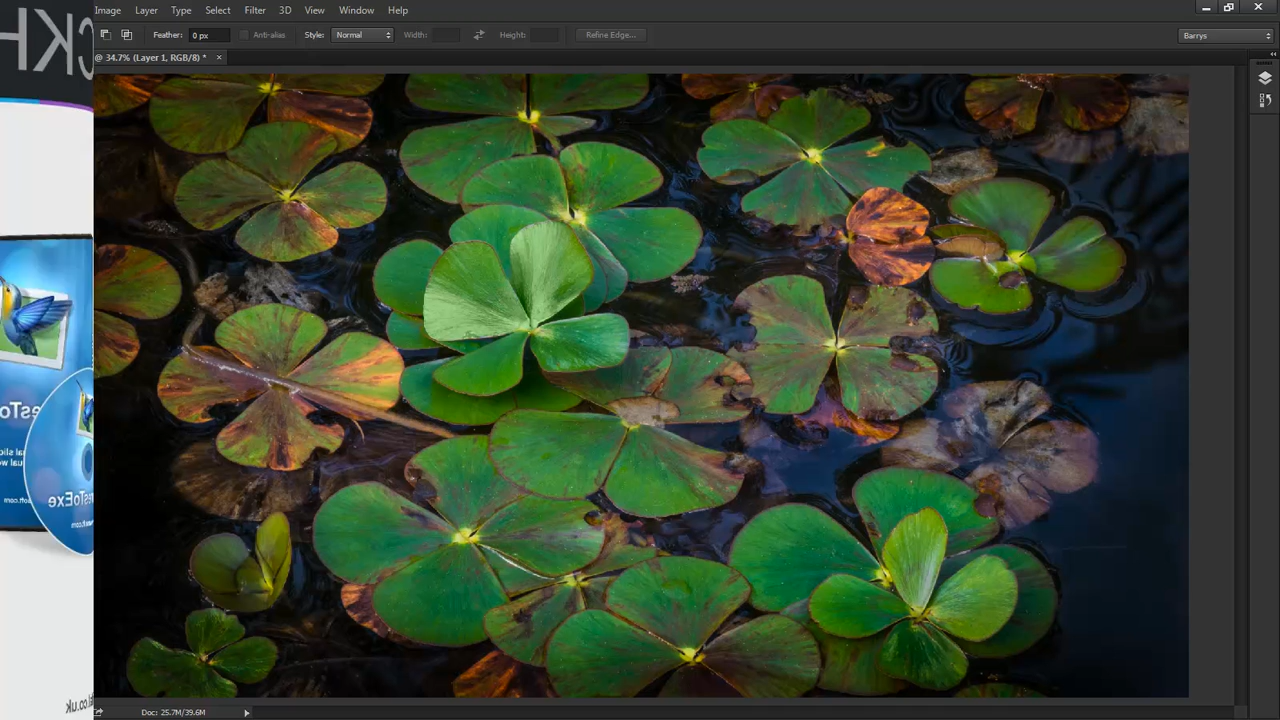 Image Layer Type Select Filter 3D View Window Help
Feather: 0 px Anti-alias Style: Normal Width: Height: Refine Edge... Barrys
@ 34.7% (Layer 1, RGB/8) * ×
Doc: 25.7M/39.6M